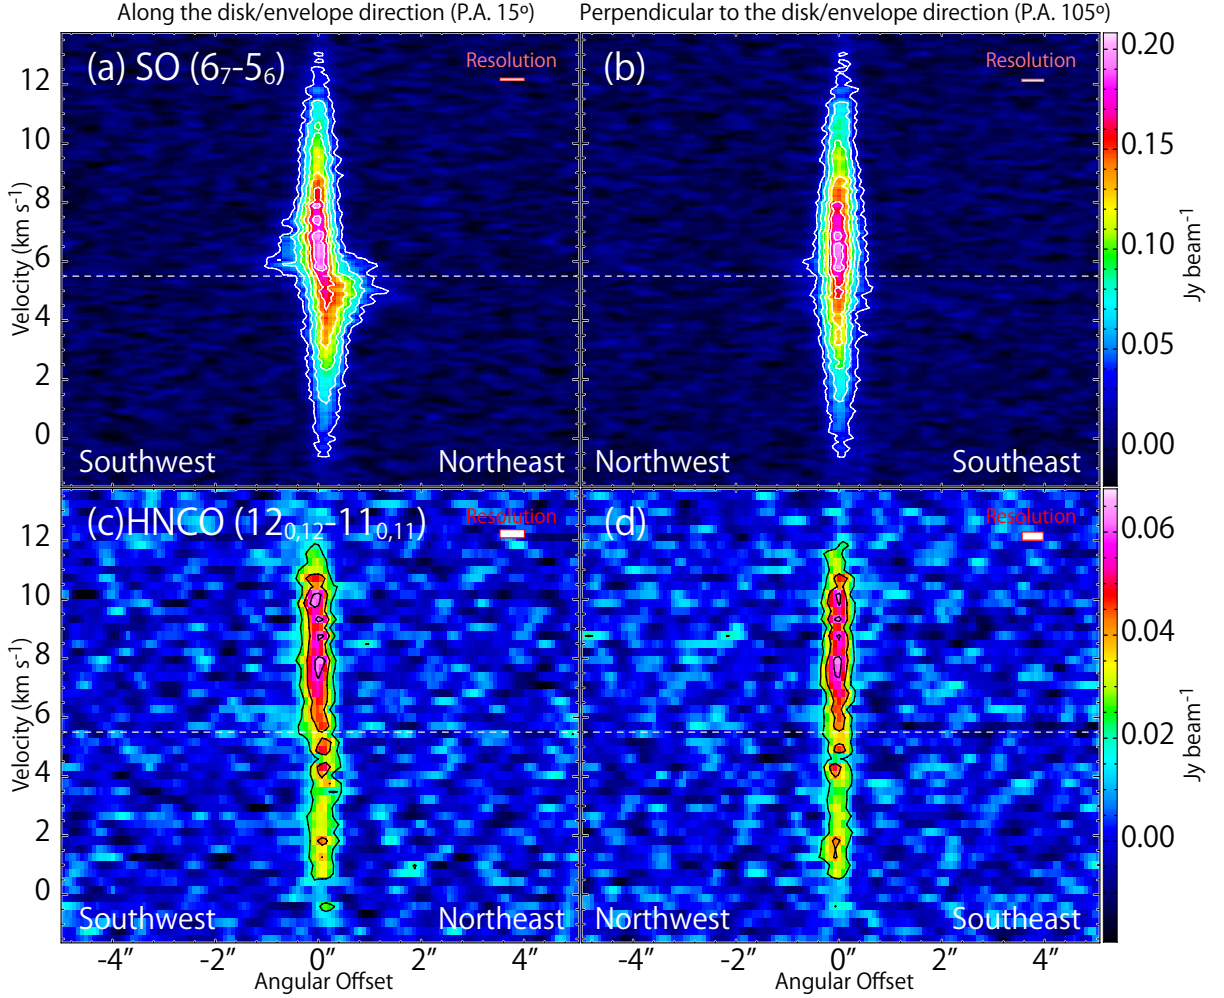 Along the disk/envelope direction (P.A. 15º)
Perpendicular to the disk/envelope direction (P.A. 105º)
(a) SO (6₇-5₆)
Resolution
(b)
Resolution
12
10
8
6
4
2
0
Velocity (km s⁻¹)
Southwest
Northeast
Northwest
Southeast
0.20
0.15
0.10
0.05
0.00
Jy beam⁻¹
(c)HNCO (12₀,₁₂-11₀,₁₁)
Resolution
(d)
Resolution
12
10
8
6
4
2
0
Velocity (km s⁻¹)
Southwest
Northeast
Northwest
Southeast
0.06
0.04
0.02
0.00
Jy beam⁻¹
-4″ -2″ 0″ 2″ 4″
-4″ -2″ 0″ 2″ 4″
Angular Offset
Angular Offset